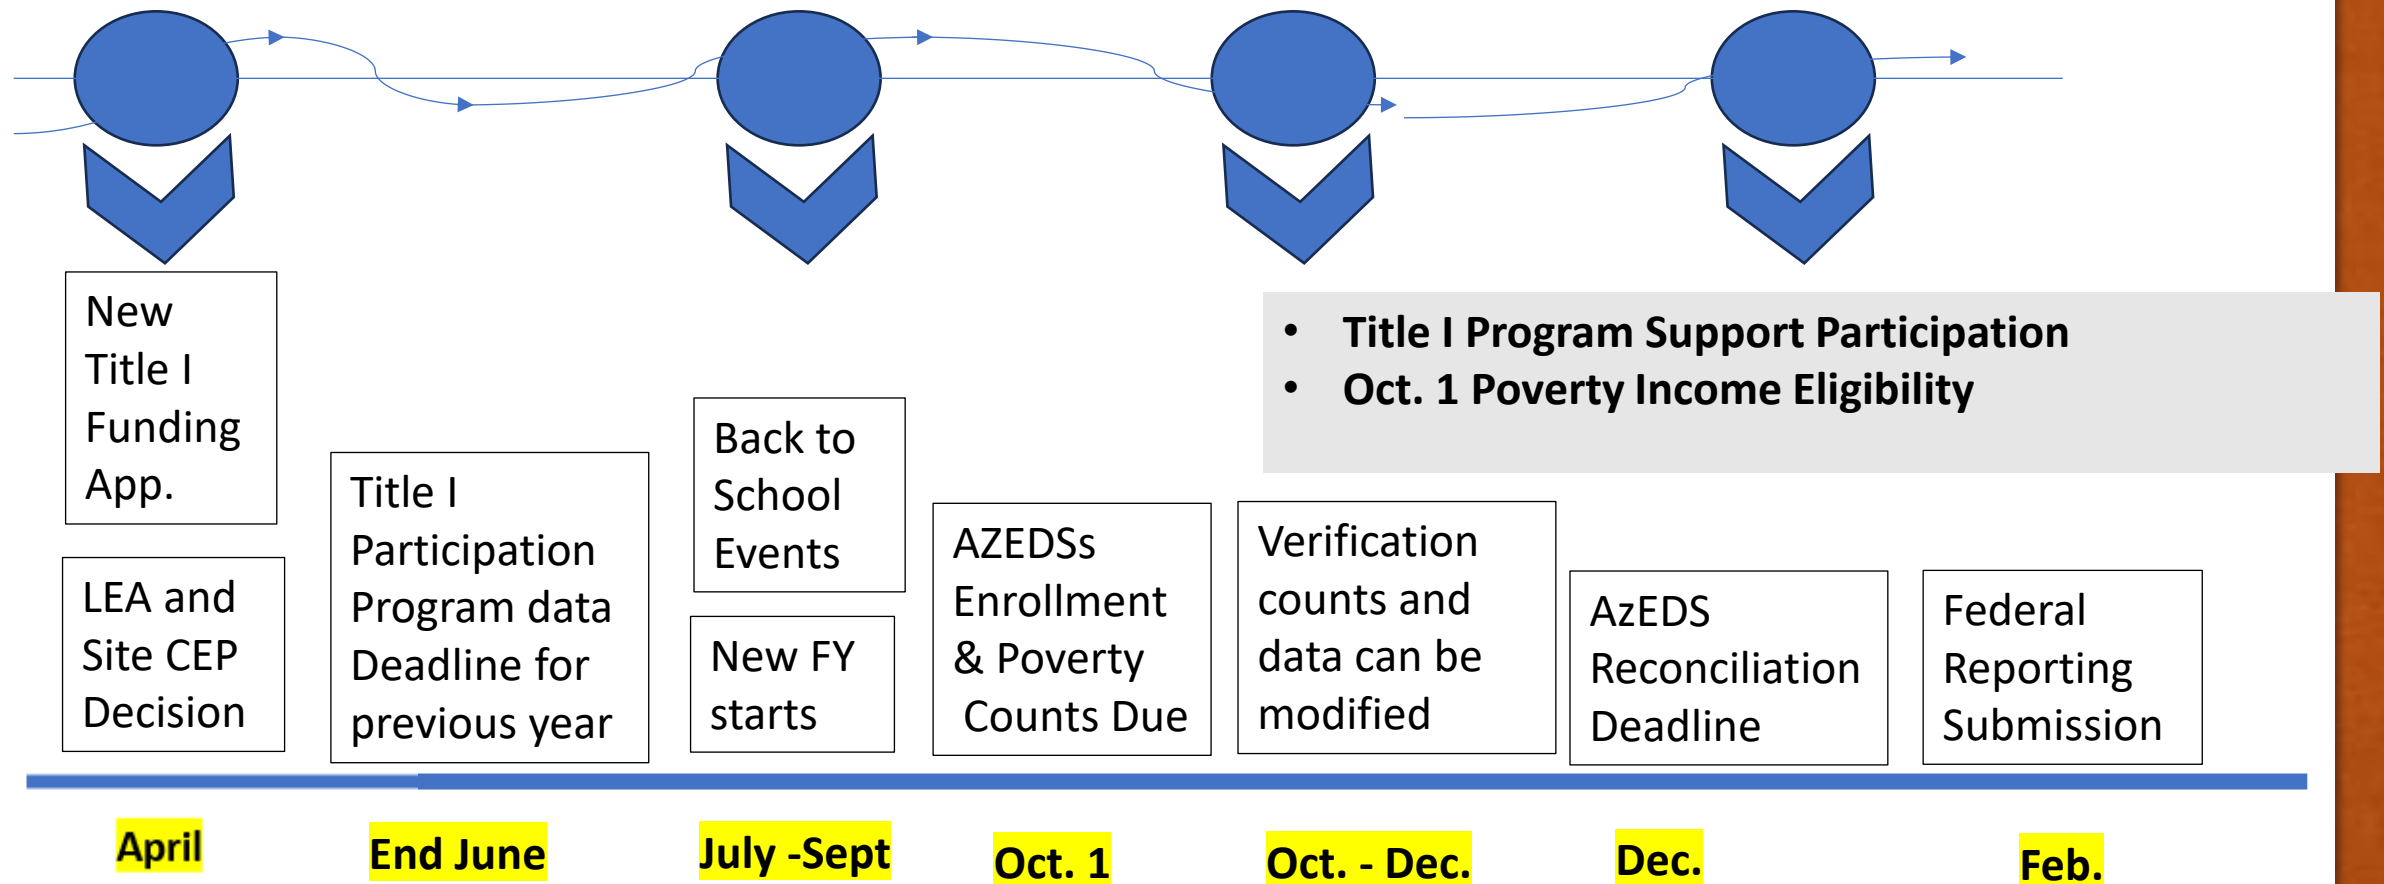 New
Title I
Funding
App.
LEA and
Site CEP
Decision
Title I
Participation
Program data
Deadline for
previous year
Back to
School
Events
New FY
starts
AZEDSs
Enrollment
& Poverty
Counts Due
• Title I Program Support Participation
• Oct. 1 Poverty Income Eligibility
Verification
counts and
data can be
modified
AzEDS
Reconciliation
Deadline
Federal
Reporting
Submission
April
End June
July -Sept
Oct. 1
Oct. - Dec.
Dec.
Feb.